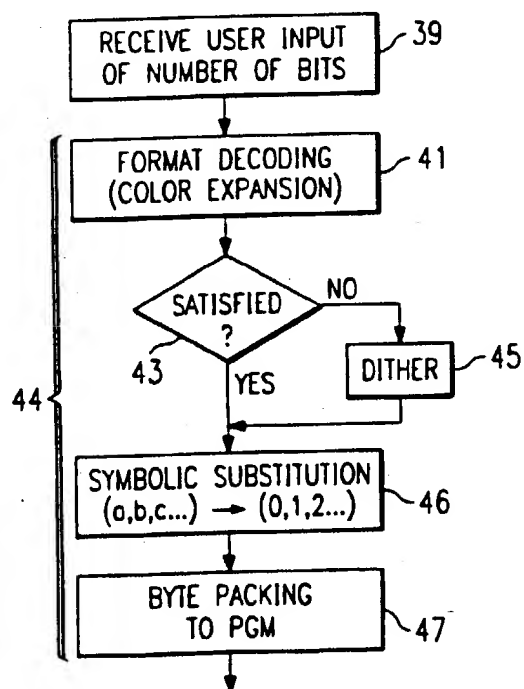 RECEIVE USER INPUT
OF NUMBER OF BITS
39
FORMAT DECODING
(COLOR EXPANSION)
41
SATISFIED
?
43
NO
YES
DITHER
45
44
SYMBOLIC SUBSTITUTION
(a,b,c...) → (0,1,2...)
46
BYTE PACKING
TO PGM
47